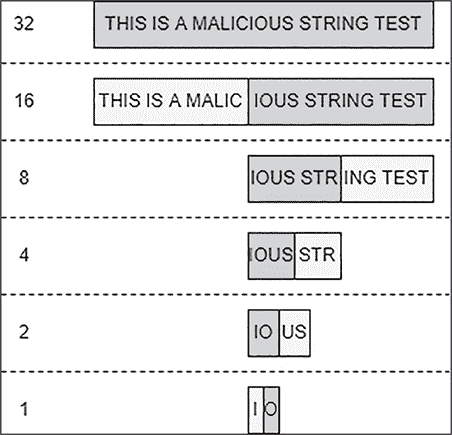 32 THIS IS A MALICIOUS STRING TEST
16 THIS IS A MALIC IOUS STRING TEST
8 IOUS STR ING TEST
4 IOUS STR
2 IO US
1 I O